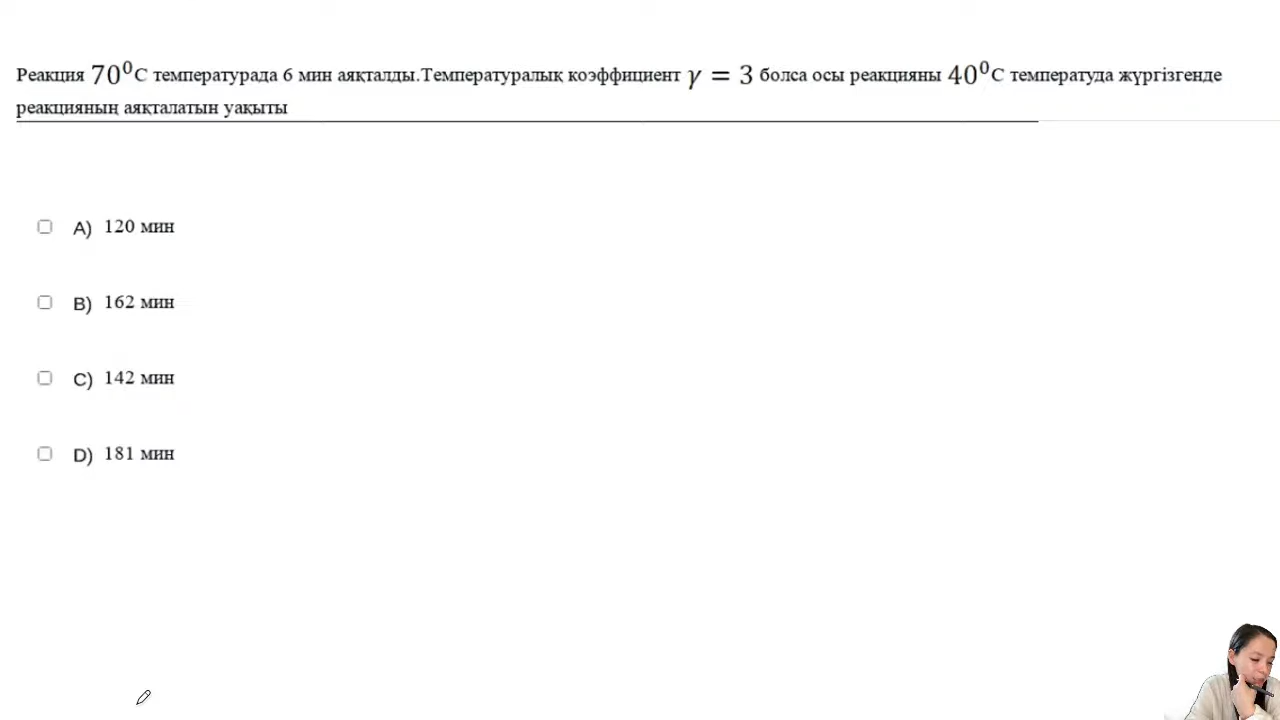 Реакция 70⁰С температурада 6 мин аяқталды.Температуралық коэффициент γ = 3 болса осы реакцияны 40⁰С температуда жүргізгенде
реакцияның аяқталатын уақыты
A) 120 мин
B) 162 мин
C) 142 мин
D) 181 мин